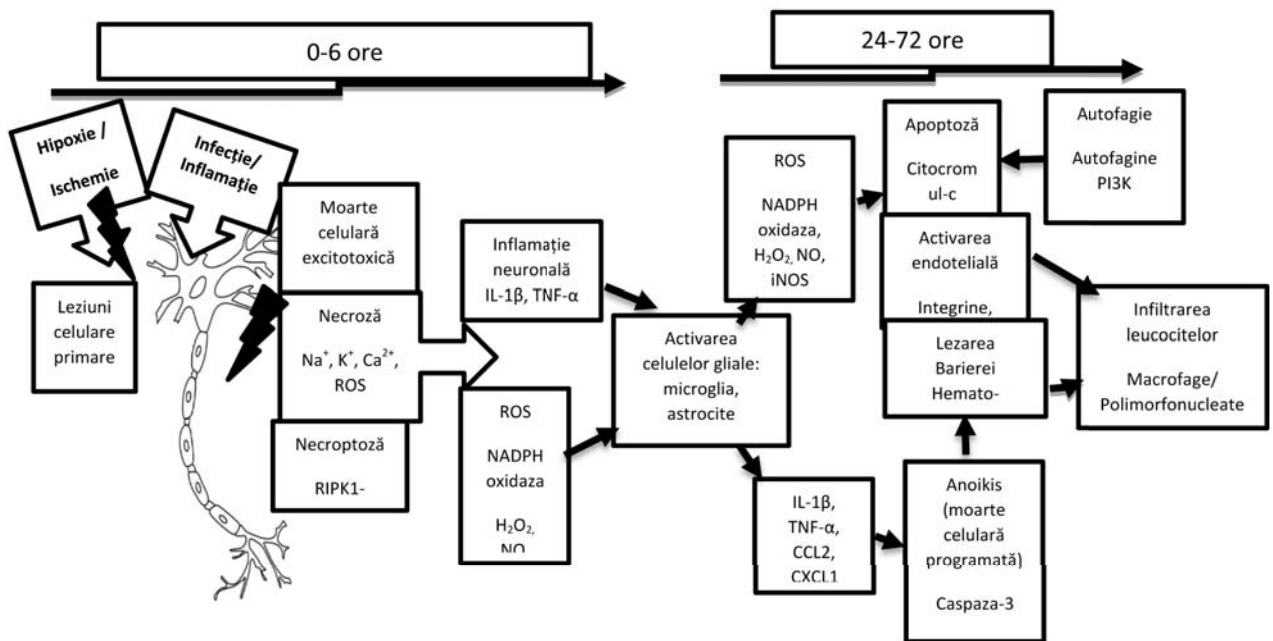 0-6 ore
24-72 ore
Hipoxie /
Ischemie
Infecție/
Inflamație
Leziuni
celulare
primare
Moarte
celulară
excitotoxică
Necroză
Na⁺, K⁺, Ca²⁺,
ROS
Necroptoză
RIPK1-
Inflamație
neuronală
IL-1β, TNF-α
ROS
NADPH
oxidaza
H₂O₂,
NO
Activarea
celulelor gliale:
microglia,
astrocite
ROS
NADPH
oxidaza,
H₂O₂, NO,
iNOS
IL-1β,
TNF-α,
CCL2,
CXCL1
Apoptoză
Citocrom
ul-c
Activarea
endotelială
Integrine,
Lezarea
Barierei
Hemato-
Anoikis
(moarte
celulară
programată)
Caspaza-3
Autofagie
Autofagine
PI3K
Infiltrarea
leucocitelor
Macrofage/
Polimorfonucleate